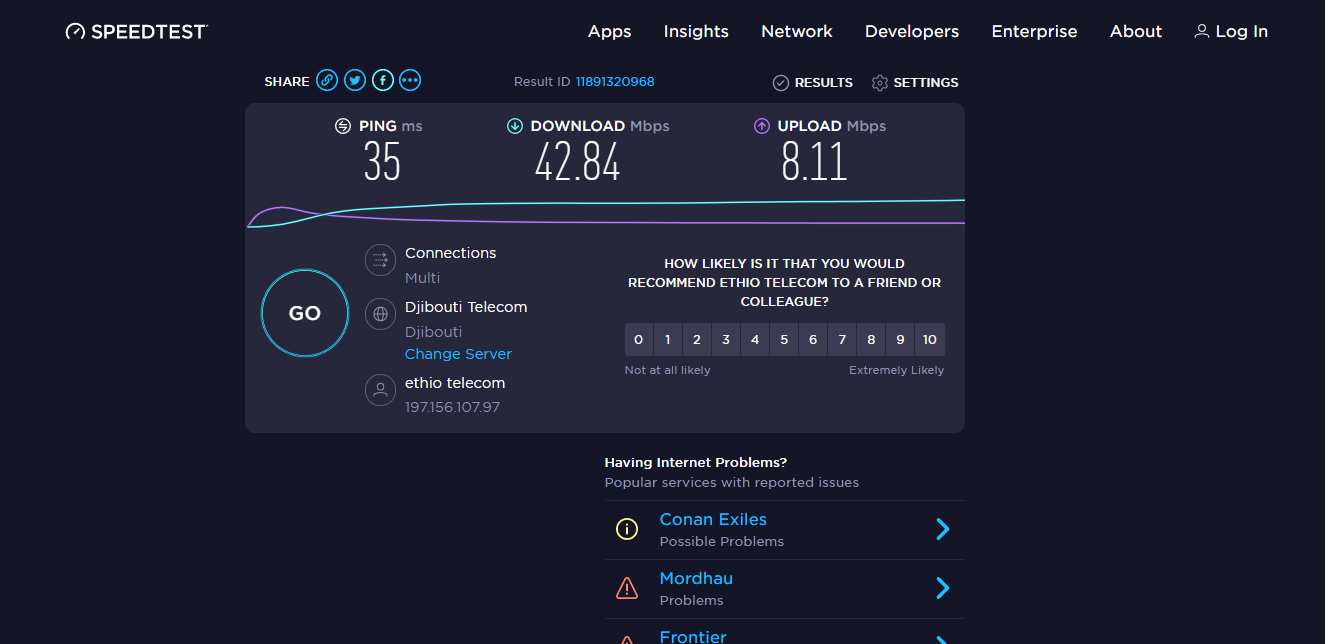 SPEEDTEST
Apps Insights Network Developers Enterprise About Log In
SHARE Result ID 11891320968 RESULTS SETTINGS
PING ms DOWNLOAD Mbps UPLOAD Mbps
35 42.84 8.11
GO
Connections
Multi
Djibouti Telecom
Djibouti
Change Server
ethio telecom
197.156.107.97
HOW LIKELY IS IT THAT YOU WOULD
RECOMMEND ETHIO TELECOM TO A FRIEND OR
COLLEAGUE?
0 1 2 3 4 5 6 7 8 9 10
Not at all likely Extremely Likely
Having Internet Problems?
Popular services with reported issues
Conan Exiles
Possible Problems
Mordhau
Problems
Frontier